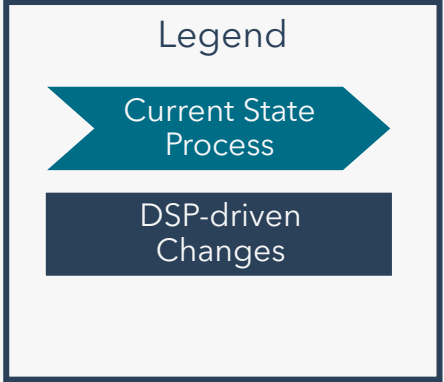 Legend
Current State
Process
DSP-driven
Changes